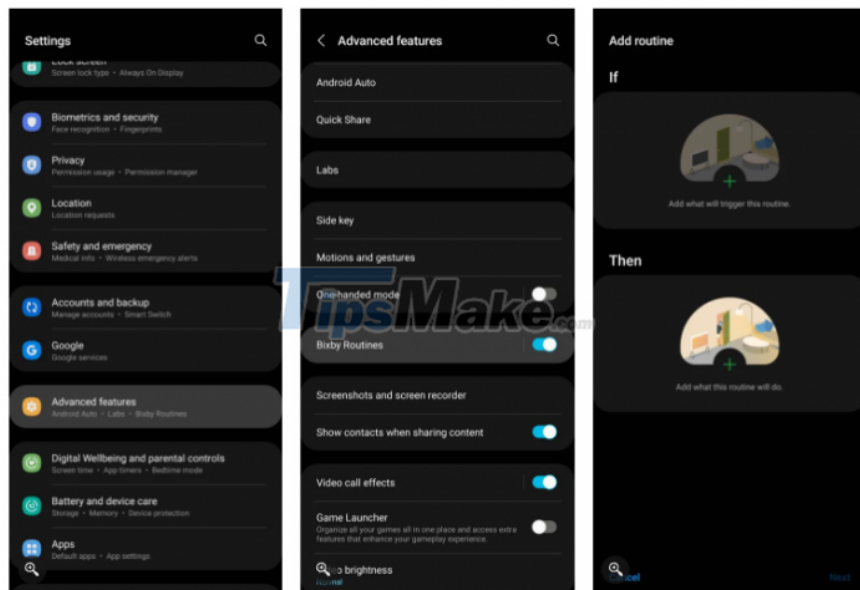 Settings
Lock screen
Screen lock type • Always On Display
Biometrics and security
Face recognition • Fingerprints
Privacy
Permission usage • Permission manager
Location
Location requests
Safety and emergency
Medical info • Wireless emergency alerts
Accounts and backup
Manage accounts • Smart Switch
Google
Google services
Advanced features
Android Auto • Labs • Bixby Routines
Digital Wellbeing and parental controls
Screen time • App timers • Bedtime mode
Battery and device care
Storage • Memory • Device protection
Apps
Default apps • App settings
Advanced features
Android Auto
Quick Share
Labs
Side key
Motions and gestures
One-handed mode
Bixby Routines
Screenshots and screen recorder
Show contacts when sharing content
Video call effects
Game Launcher
Organize all your games all in one place and access extra
features that enhance your gameplay experience.
brightness
Normal
Add routine
If
Add what will trigger this routine.
Then
Add what this routine will do.
Cancel
Next
TipsMake.com